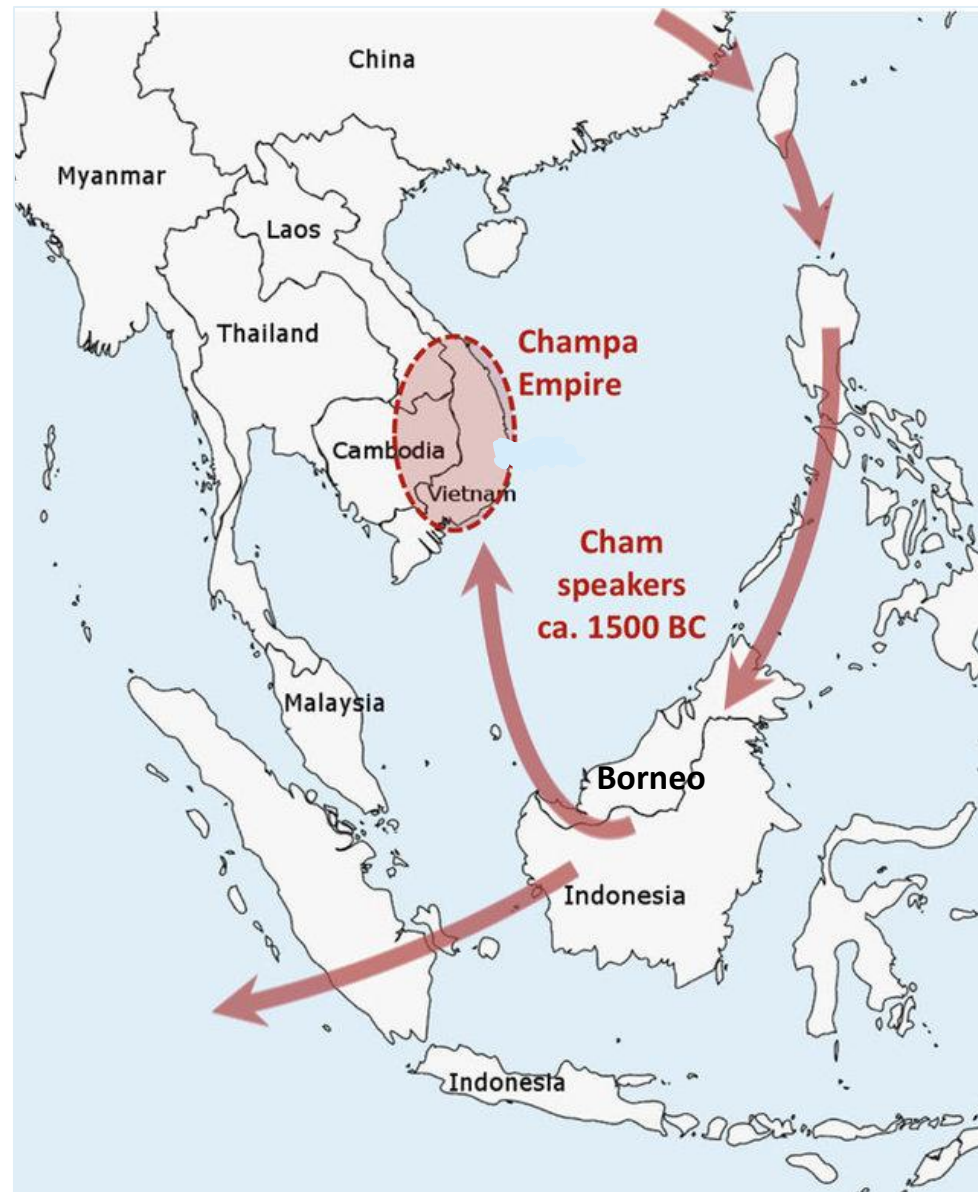 China
Myanmar
Laos
Thailand
Champa
Empire
Cambodia
Vietnam
Cham
speakers
ca. 1500 BC
Malaysia
Borneo
Indonesia
Indonesia